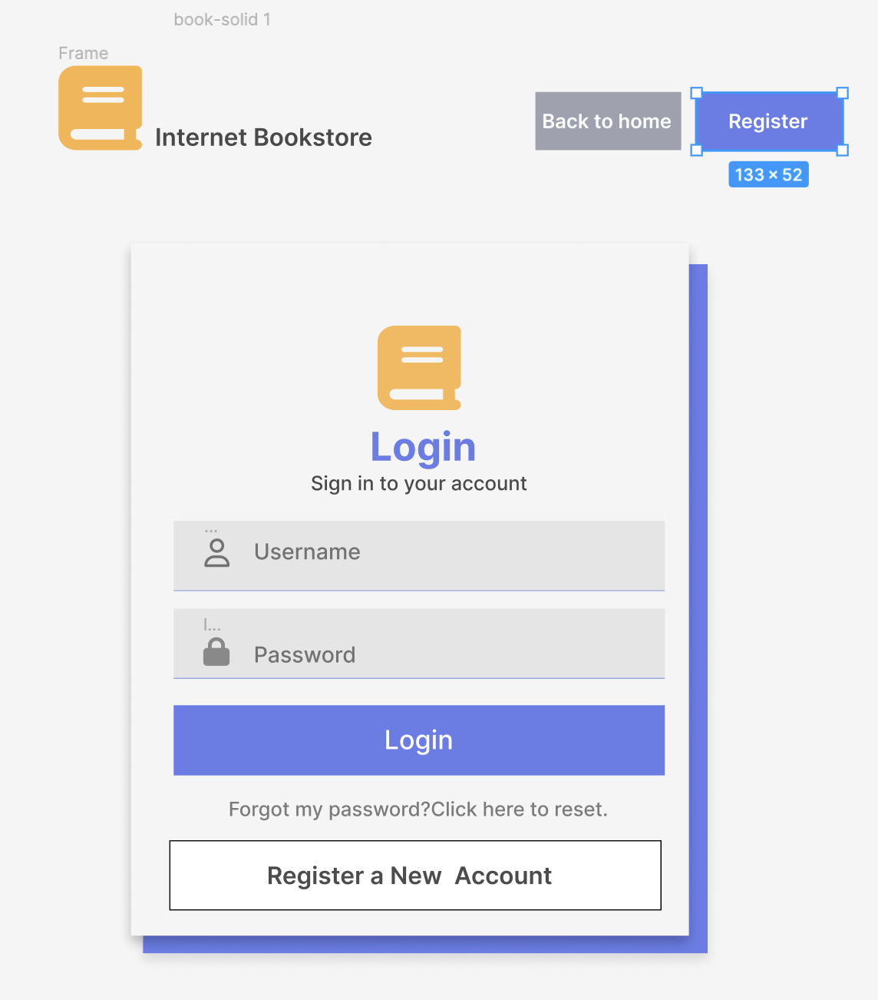 book-solid 1
Frame
Internet Bookstore
Back to home
Register
133 × 52
Login
Sign in to your account
...
Username
l...
Password
Login
Forgot my password?Click here to reset.
Register a New  Account